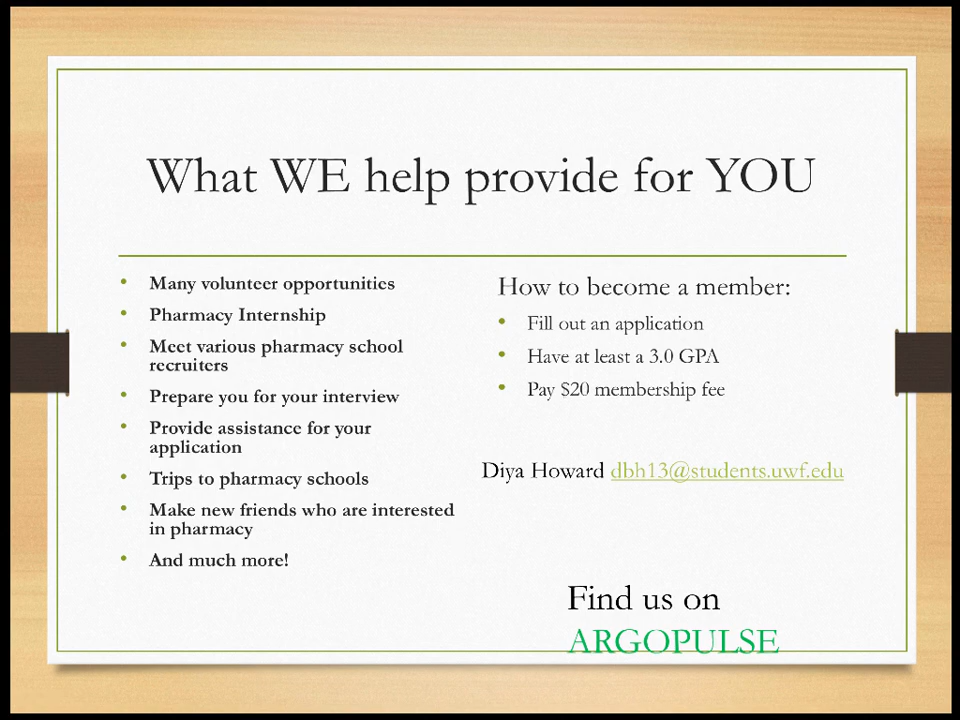 What WE help provide for YOU
• Many volunteer opportunities
• Pharmacy Internship
• Meet various pharmacy school
recruiters
• Prepare you for your interview
• Provide assistance for your
application
• Trips to pharmacy schools
• Make new friends who are interested
in pharmacy
• And much more!
How to become a member:
• Fill out an application
• Have at least a 3.0 GPA
• Pay $20 membership fee
Diya Howard dbh13@students.uwf.edu
Find us on
ARGOPULSE